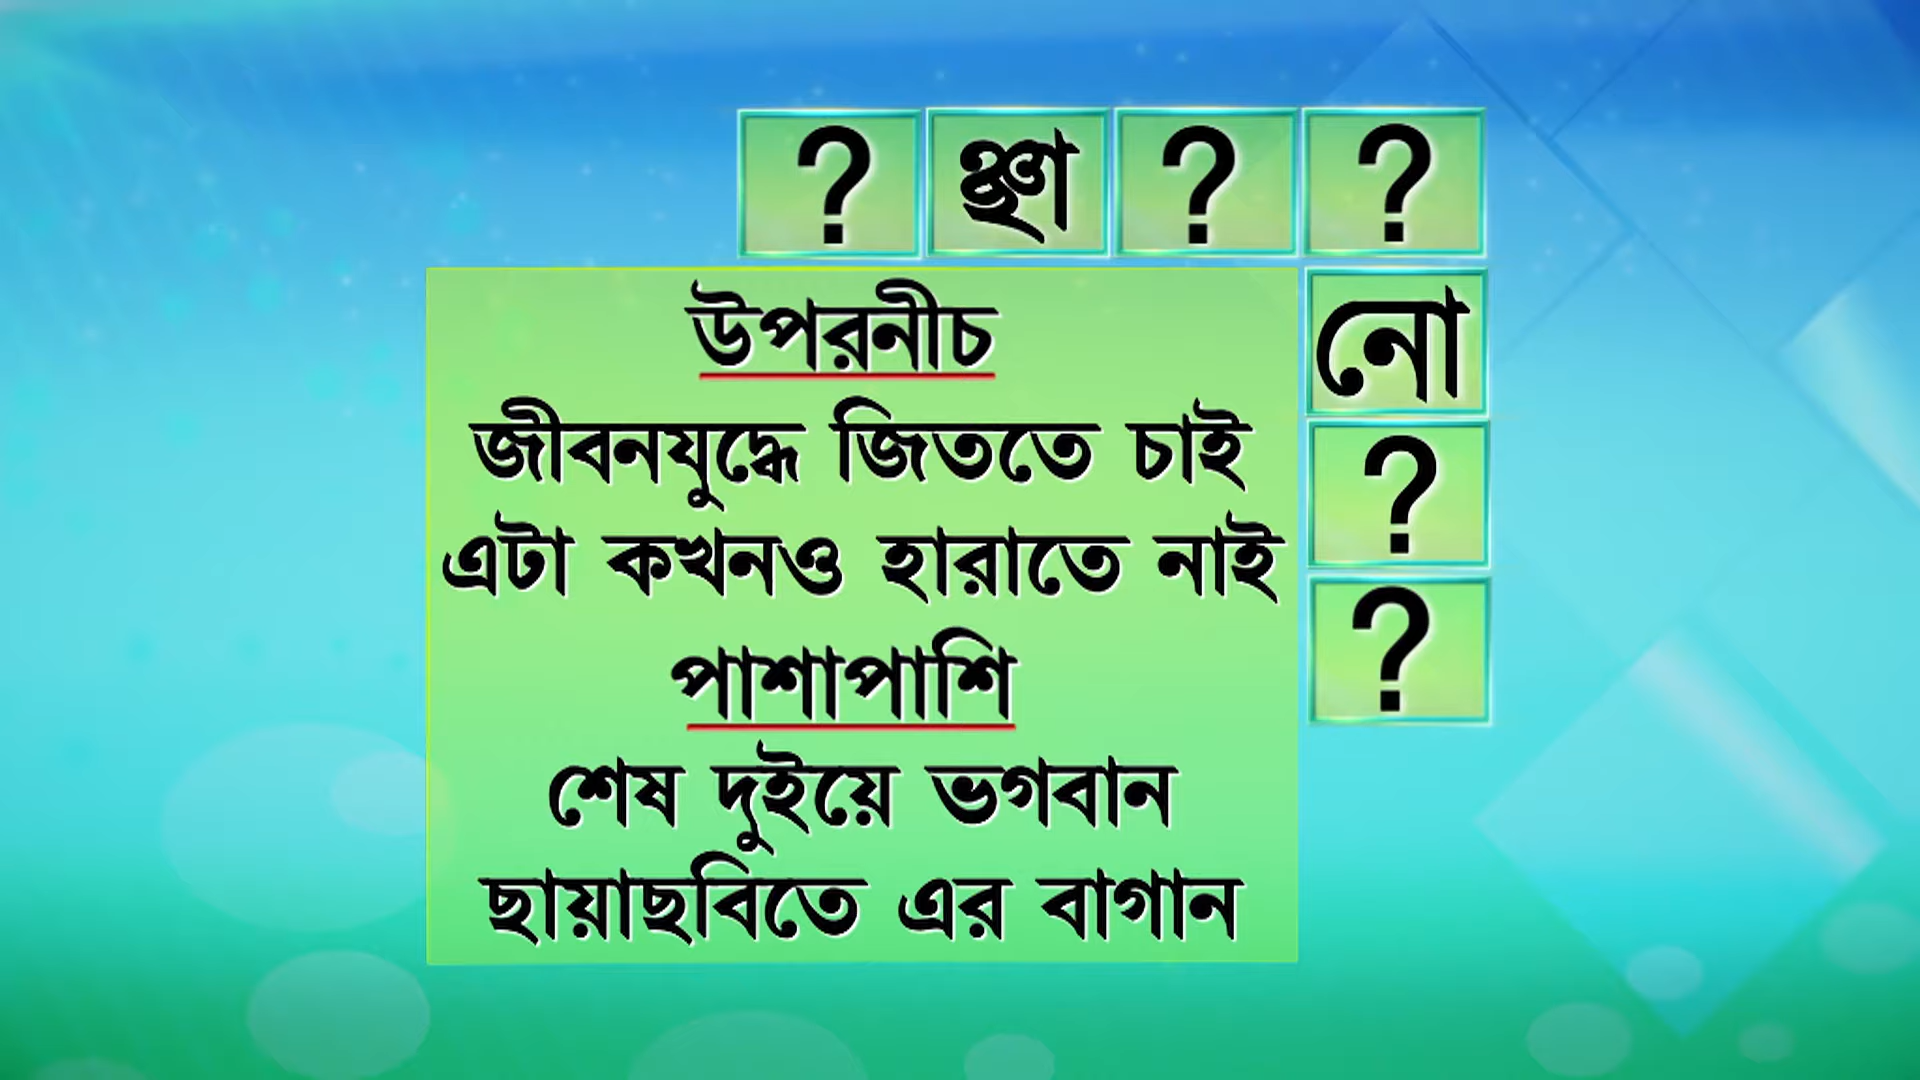 ? ঞ্ছা ? ?
নো
?
?
উপরনীচ
জীবনযুদ্ধে জিততে চাই
এটা কখনও হারাতে নাই
পাশাপাশি
শেষ দুইয়ে ভগবান
ছায়াছবিতে এর বাগান